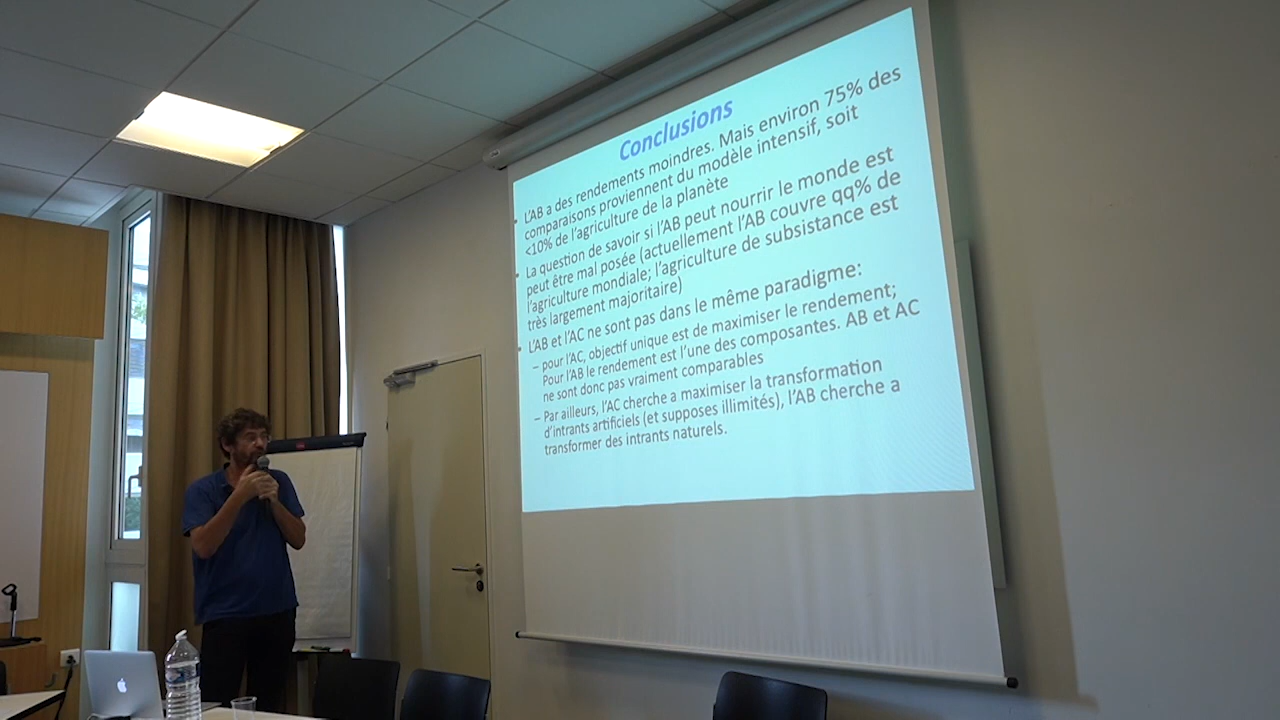 Conclusions
• L'AB a des rendements moindres. Mais environ 75% des
comparaisons proviennent du modèle intensif, soit
<10% de l'agriculture de la planète
• La question de savoir si l'AB peut nourrir le monde est
peut être mal posée (actuellement l'AB couvre qq% de
l'agriculture mondiale; l'agriculture de subsistance est
très largement majoritaire)
• L'AB et l'AC ne sont pas dans le même paradigme:
– pour l'AC, objectif unique est de maximiser le rendement;
Pour l'AB le rendement est l'une des composantes. AB et AC
ne sont donc pas vraiment comparables
– Par ailleurs, l'AC cherche a maximiser la transformation
d'intrants artificiels (et supposes illimités), l'AB cherche a
transformer des intrants naturels.